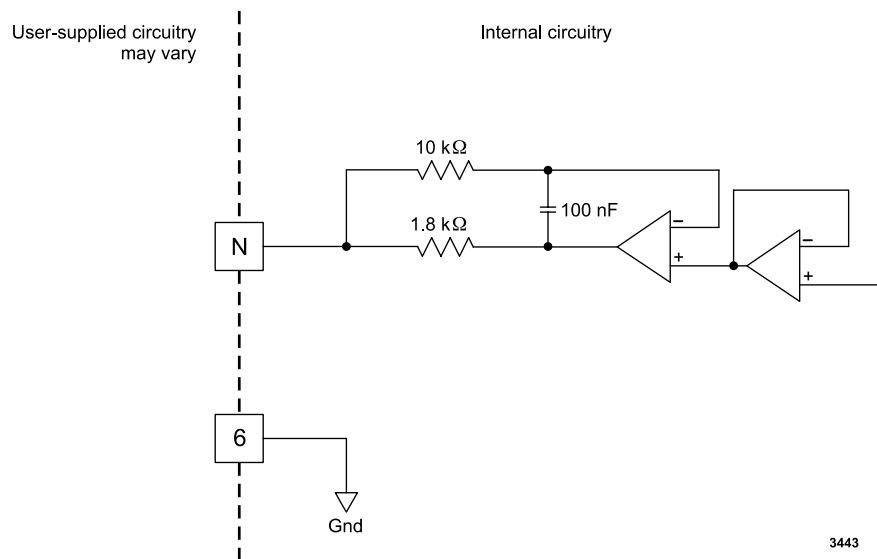 User-supplied circuitry
may vary
Internal circuitry
10 kΩ
1.8 kΩ
100 nF
−
+
−
+
N
6
Gnd
3443